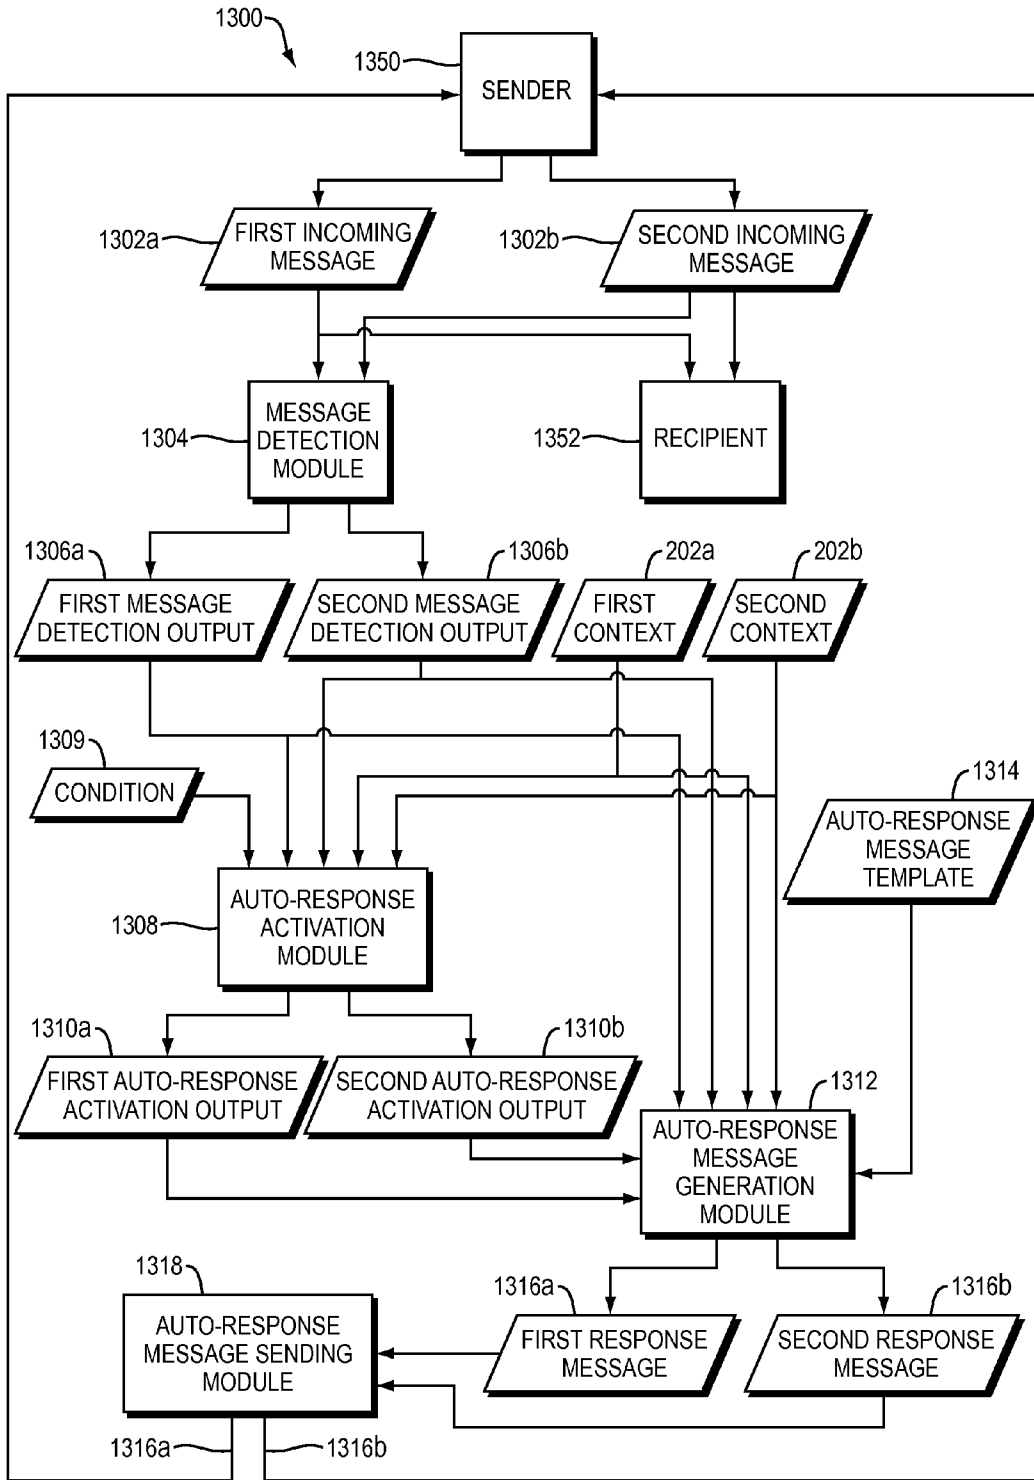 1300
1350
SENDER
1302a
FIRST INCOMING
MESSAGE
1302b
SECOND INCOMING
MESSAGE
1304
MESSAGE
DETECTION
MODULE
1352
RECIPIENT
1306a
1306b
202a
202b
FIRST MESSAGE
DETECTION OUTPUT
SECOND MESSAGE
DETECTION OUTPUT
FIRST
CONTEXT
SECOND
CONTEXT
1309
CONDITION
1314
AUTO-RESPONSE
MESSAGE
TEMPLATE
1308
AUTO-RESPONSE
ACTIVATION
MODULE
1310a
1310b
FIRST AUTO-RESPONSE
ACTIVATION OUTPUT
SECOND AUTO-RESPONSE
ACTIVATION OUTPUT
1312
AUTO-RESPONSE
MESSAGE
GENERATION
MODULE
1318
AUTO-RESPONSE
MESSAGE SENDING
MODULE
1316a
FIRST RESPONSE
MESSAGE
1316b
SECOND RESPONSE
MESSAGE
1316a
1316b